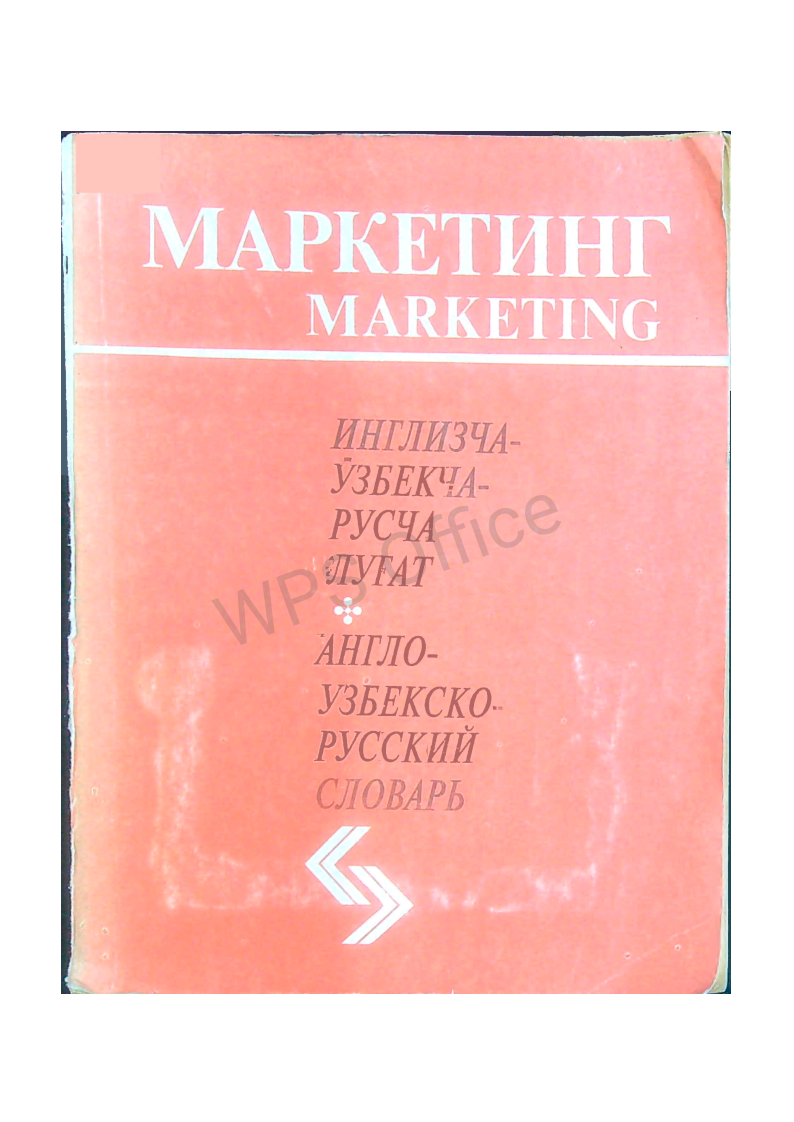 МАРКЕТИНГ
MARKETING
ИНГЛИЗЧА-
ЎЗБЕКЧА-
РУСЧА
ЛУҒАТ
WPS Office
АНГЛО-
УЗБЕКСКО-
РУССКИЙ
СЛОВАРЬ